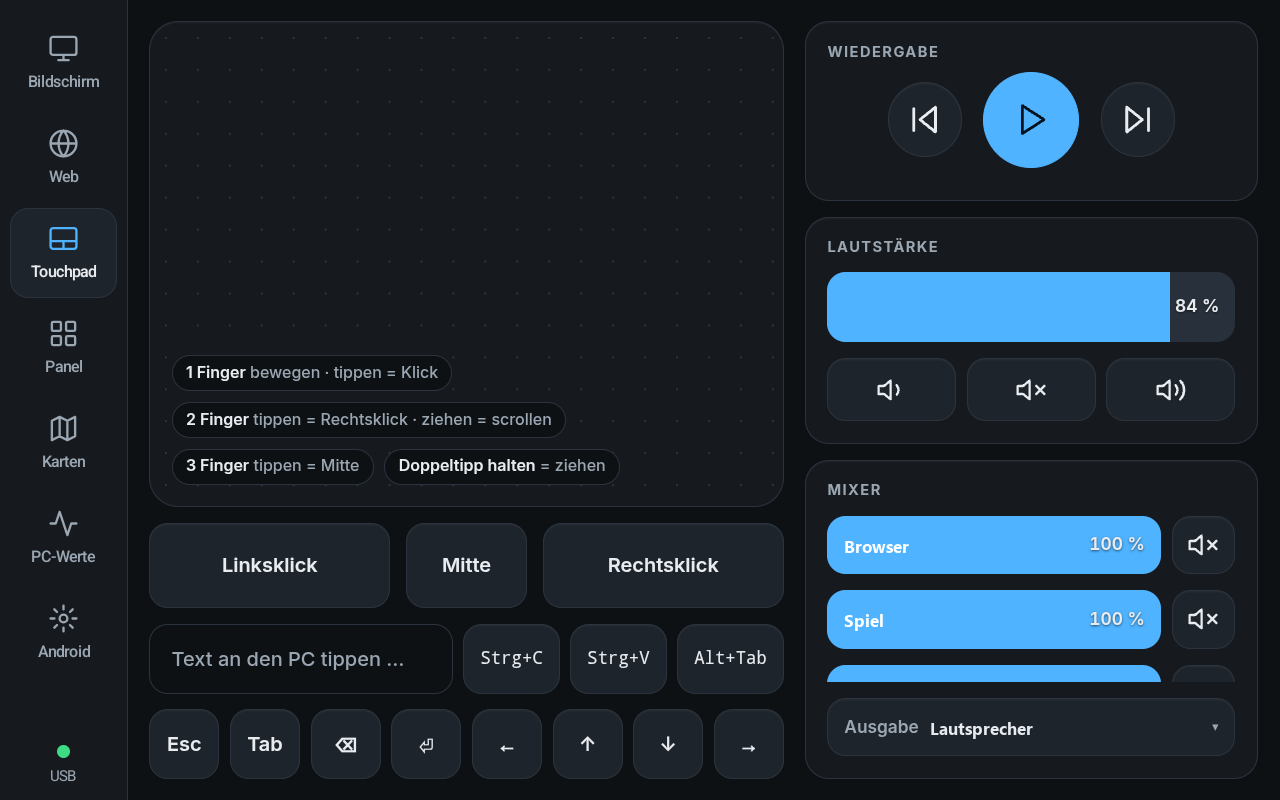 Bildschirm
Web
Touchpad
Panel
Karten
PC-Werte
Android
USB
1 Finger bewegen · tippen = Klick
2 Finger tippen = Rechtsklick · ziehen = scrollen
3 Finger tippen = Mitte
Doppeltipp halten = ziehen
Linksklick
Mitte
Rechtsklick
Text an den PC tippen ...
Strg+C
Strg+V
Alt+Tab
Esc
Tab
⌫
⏎
←
↑
↓
→
WIEDERGABE
LAUTSTÄRKE
84 %
MIXER
Browser 100 %
Spiel 100 %
Ausgabe Lautsprecher ▾